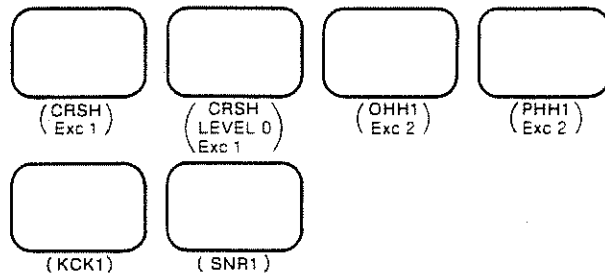 (CRSH
Exc 1)
(CRSH
LEVEL 0
Exc 1)
(OHH1
Exc 2)
(PHH1
Exc 2)
(KCK1)
(SNR1)